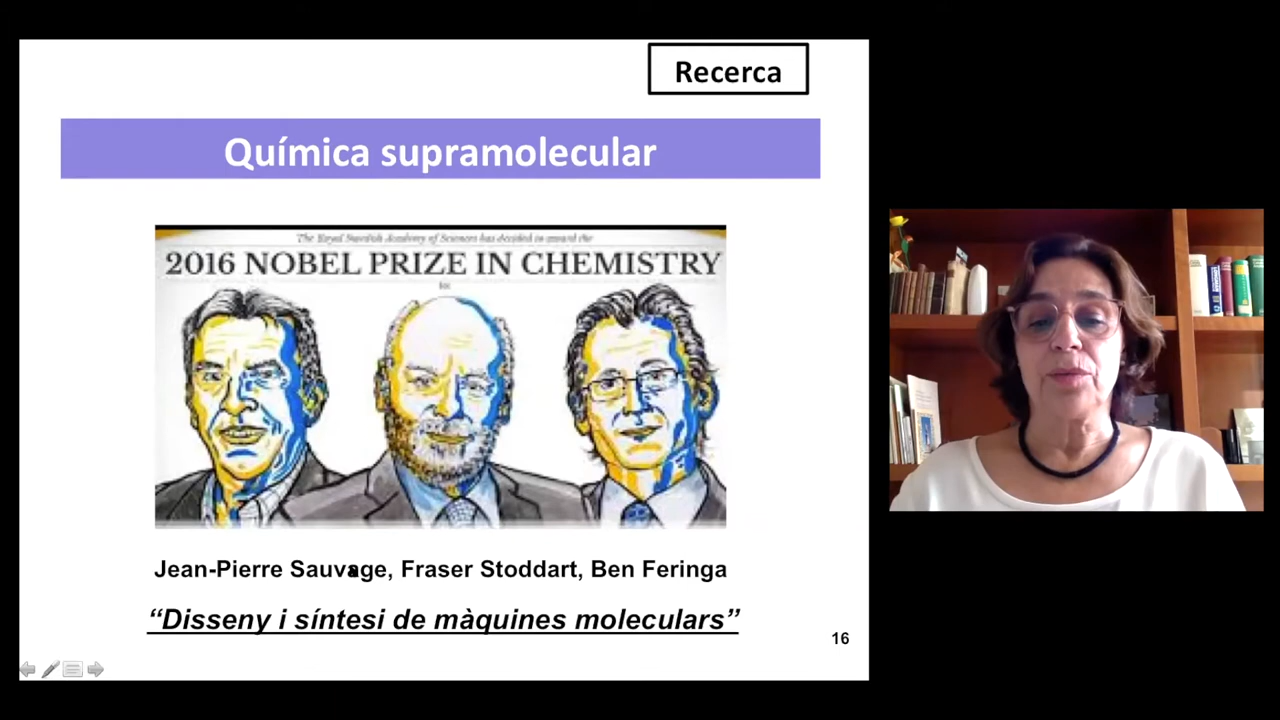 Recerca
Química supramolecular
The Royal Swedish Academy of Sciences has decided to award the
2016 NOBEL PRIZE IN CHEMISTRY
for
Jean-Pierre Sauvage, Fraser Stoddart, Ben Feringa
“Disseny i síntesi de màquines moleculars”
16